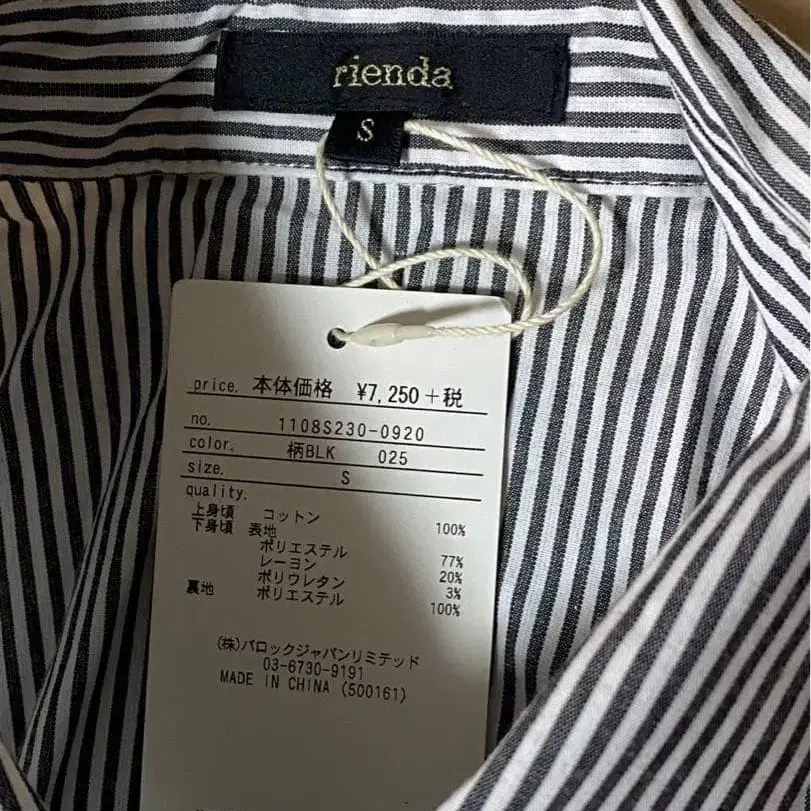 rienda
S
price. 本体価格 ¥7,250+税
no. 1108S230-0920
color. 柄BLK 025
size. S
quality.
上身頃 コットン 100%
下身頃 表地
ポリエステル 77%
レーヨン 20%
ポリウレタン 3%
裏地 ポリエステル 100%
(株)バロックジャパンリミテッド
03-6730-9191
MADE IN CHINA (500161)